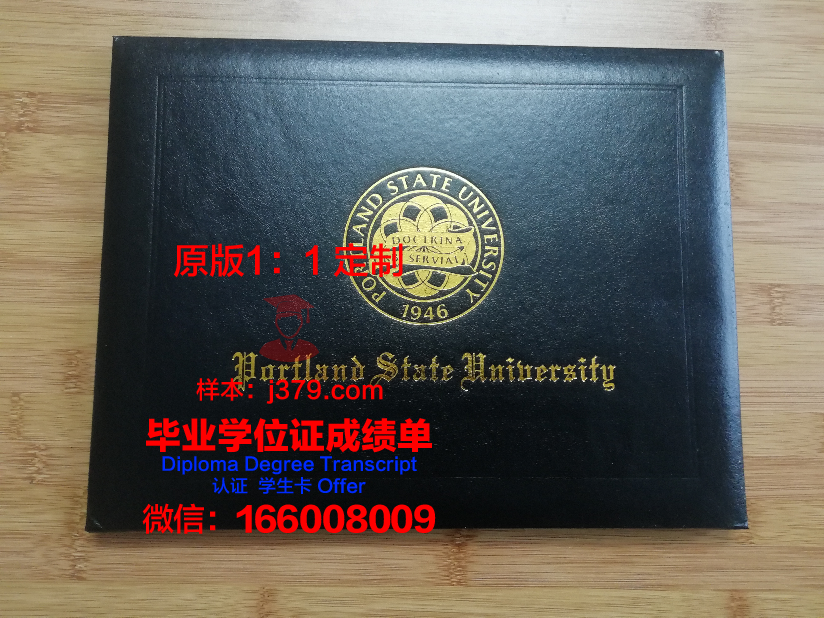 PORTLAND STATE UNIVERSITY
DOCTRINA
SERVIAT
1946
原版1：1 定制
Portland State University
样本：j379.com
毕业学位证成绩单
Diploma Degree Transcript
认证 学生卡 Offer
微信：166008009